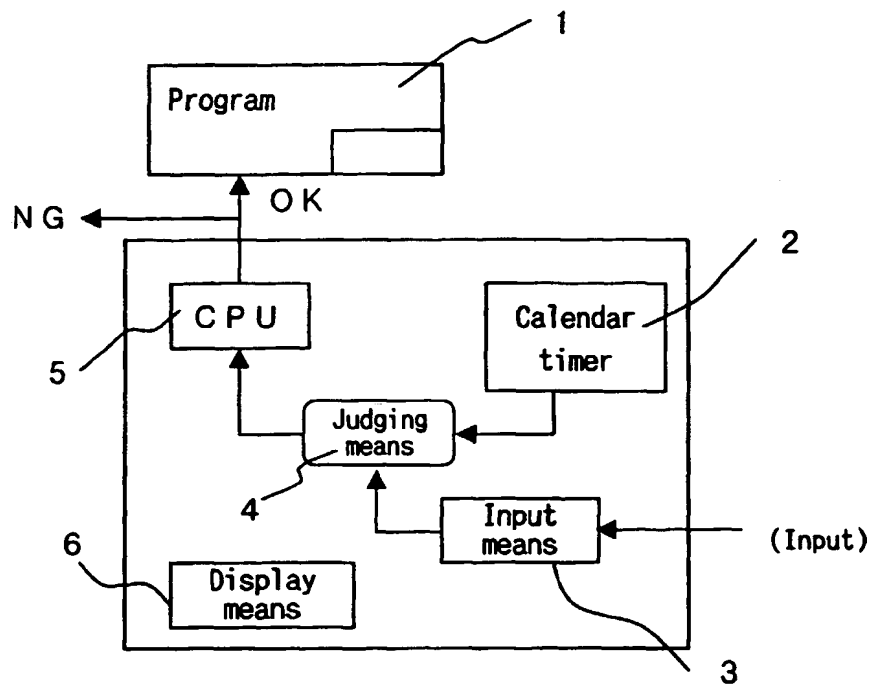 1
Program
OK
NG
2
CPU
Calendar
timer
5
Judging
means
4
Input
means
(Input)
6
Display
means
3